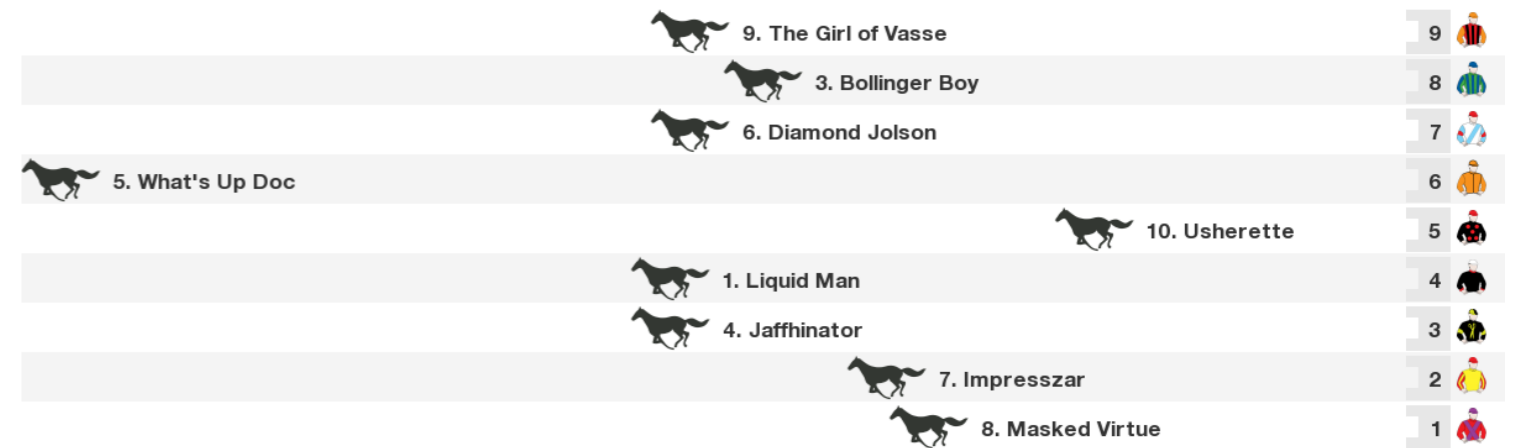 9. The Girl of Vasse 9
3. Bollinger Boy 8
6. Diamond Jolson 7
5. What's Up Doc 6
10. Usherette 5
1. Liquid Man 4
4. Jaffhinator 3
7. Impresszar 2
8. Masked Virtue 1